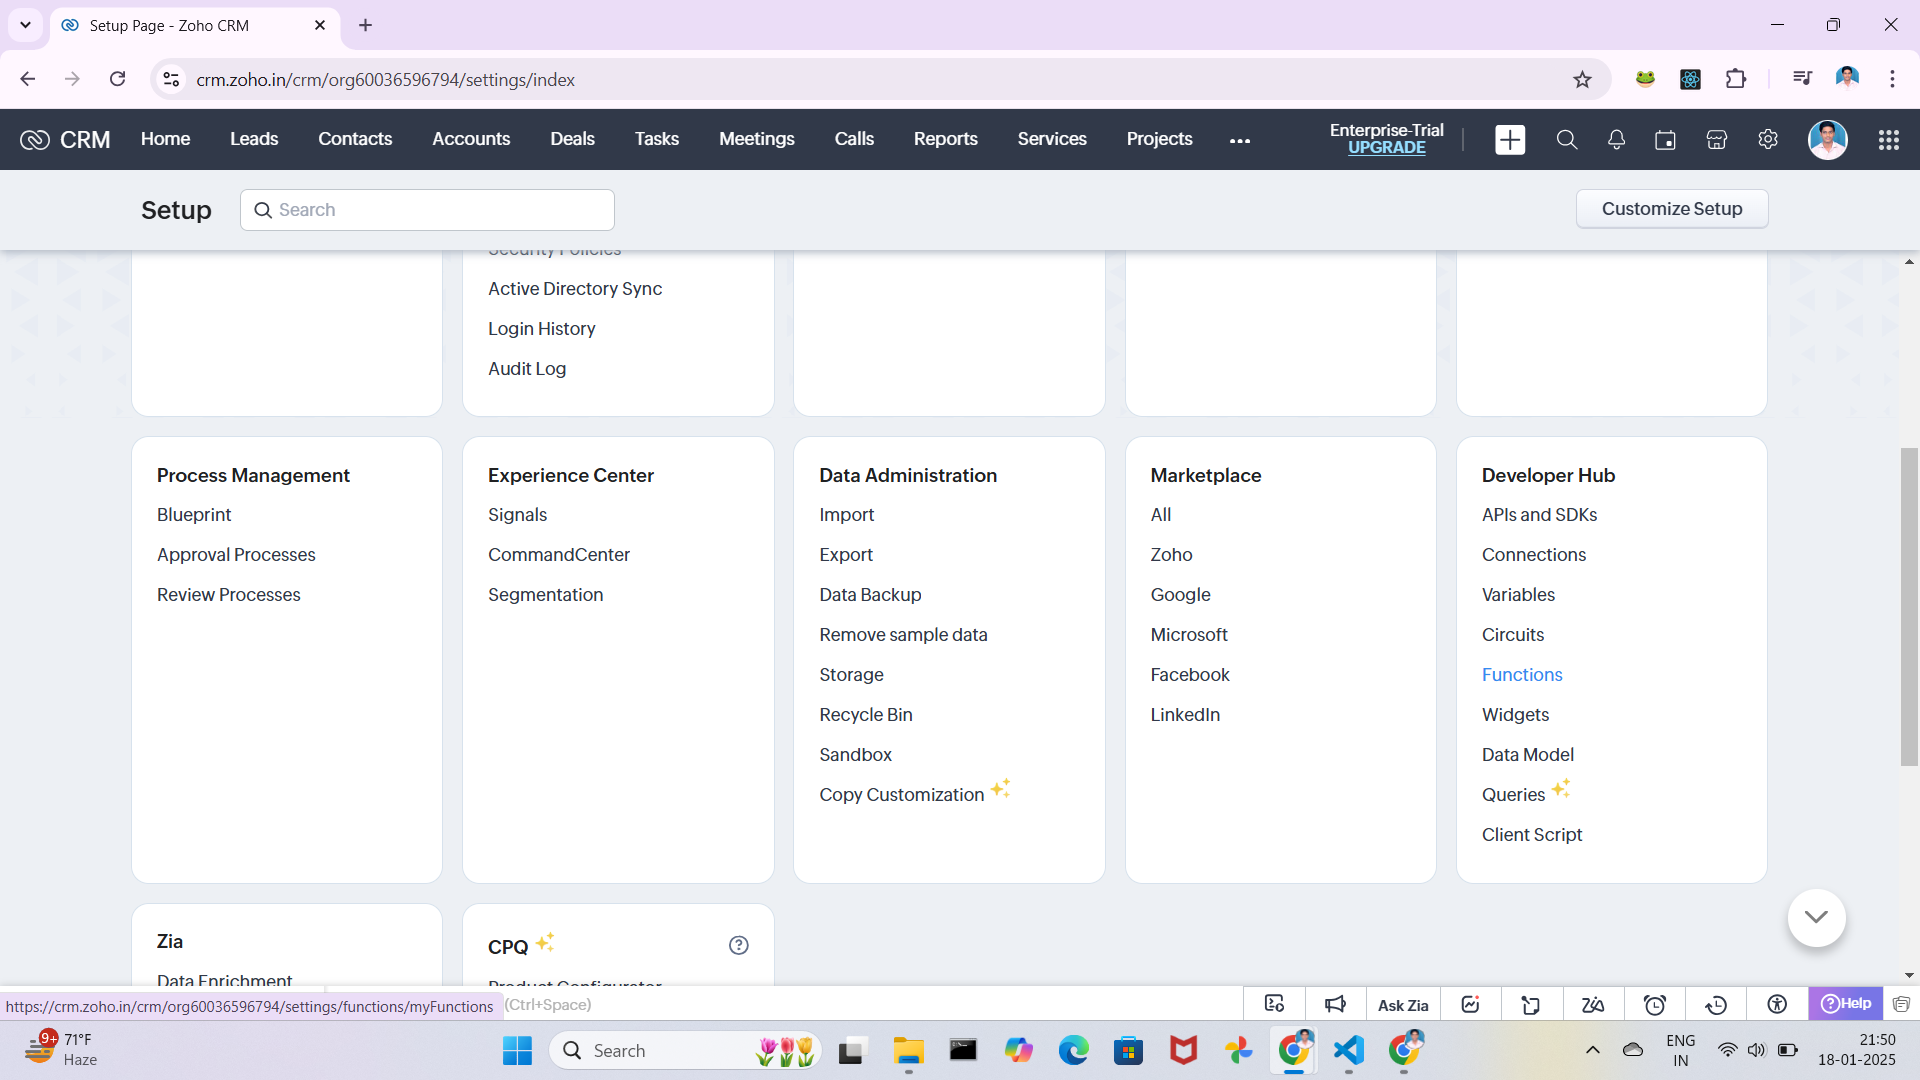 Setup Page - Zoho CRM
crm.zoho.in/crm/org60036596794/settings/index
CRM
Home
Leads
Contacts
Accounts
Deals
Tasks
Meetings
Calls
Reports
Services
Projects
Enterprise-Trial
UPGRADE
Setup
Search
Customize Setup
Security Policies
Active Directory Sync
Login History
Audit Log
Process Management
Blueprint
Approval Processes
Review Processes
Experience Center
Signals
CommandCenter
Segmentation
Data Administration
Import
Export
Data Backup
Remove sample data
Storage
Recycle Bin
Sandbox
Copy Customization
Marketplace
All
Zoho
Google
Microsoft
Facebook
LinkedIn
Developer Hub
APIs and SDKs
Connections
Variables
Circuits
Functions
Widgets
Data Model
Queries
Client Script
Zia
Data Enrichment
CPQ
Product Configurator
https://crm.zoho.in/crm/org60036596794/settings/functions/myFunctions
(Ctrl+Space)
Ask Zia
Help
9+
71°F
Haze
Search
ENG
IN
21:50
18-01-2025